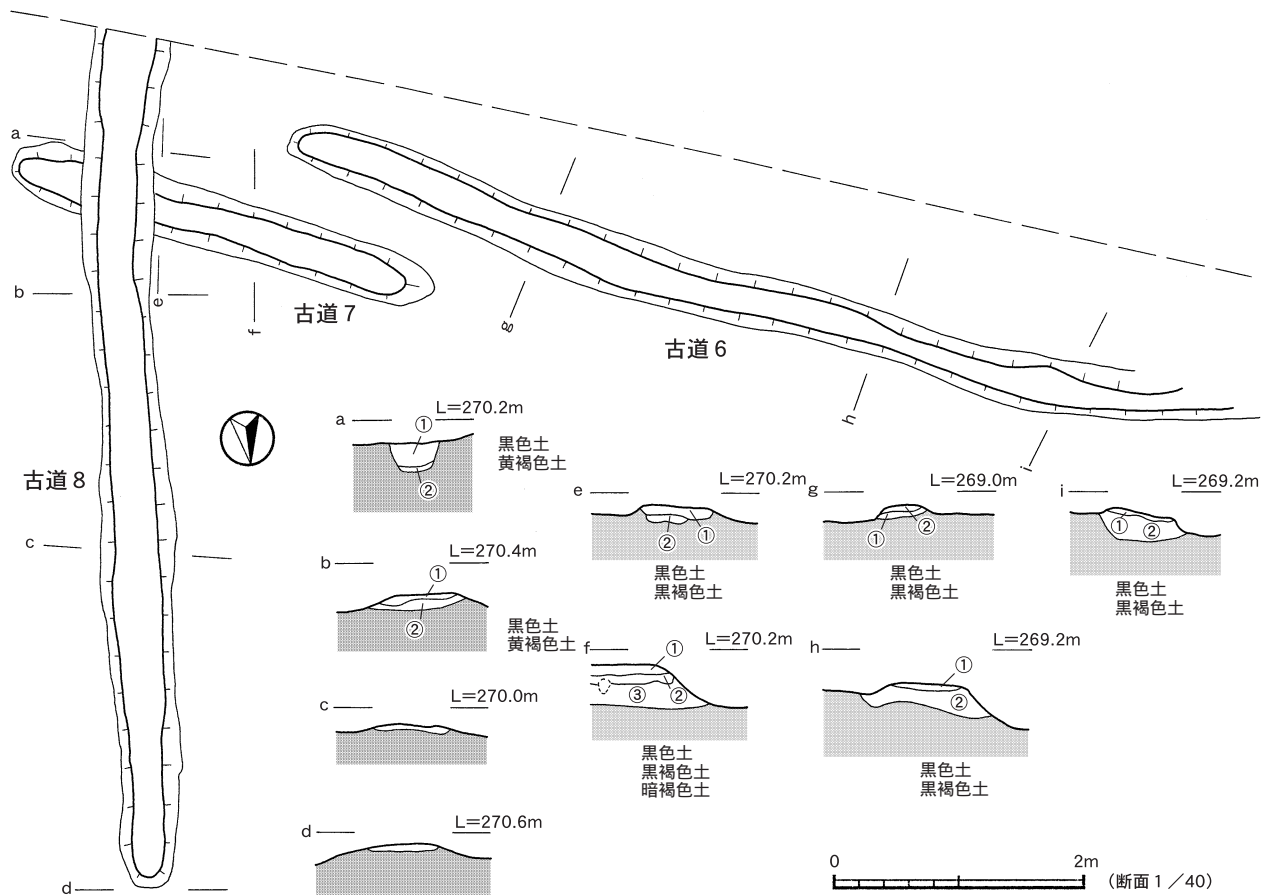 a
b
e
f
古道7
g
古道6
h
i
古道8
c
d
a
L=270.2m
①
②
黒色土
黄褐色土
b
L=270.4m
①
②
黒色土
黄褐色土
c
L=270.0m
d
L=270.6m
e
L=270.2m
②
①
黒色土
黒褐色土
f
L=270.2m
①
③
②
黒色土
黒褐色土
暗褐色土
g
L=269.0m
①
②
黒色土
黒褐色土
h
L=269.2m
①
②
黒色土
黒褐色土
i
L=269.2m
①
②
黒色土
黒褐色土
0 2m
(断面1/40)